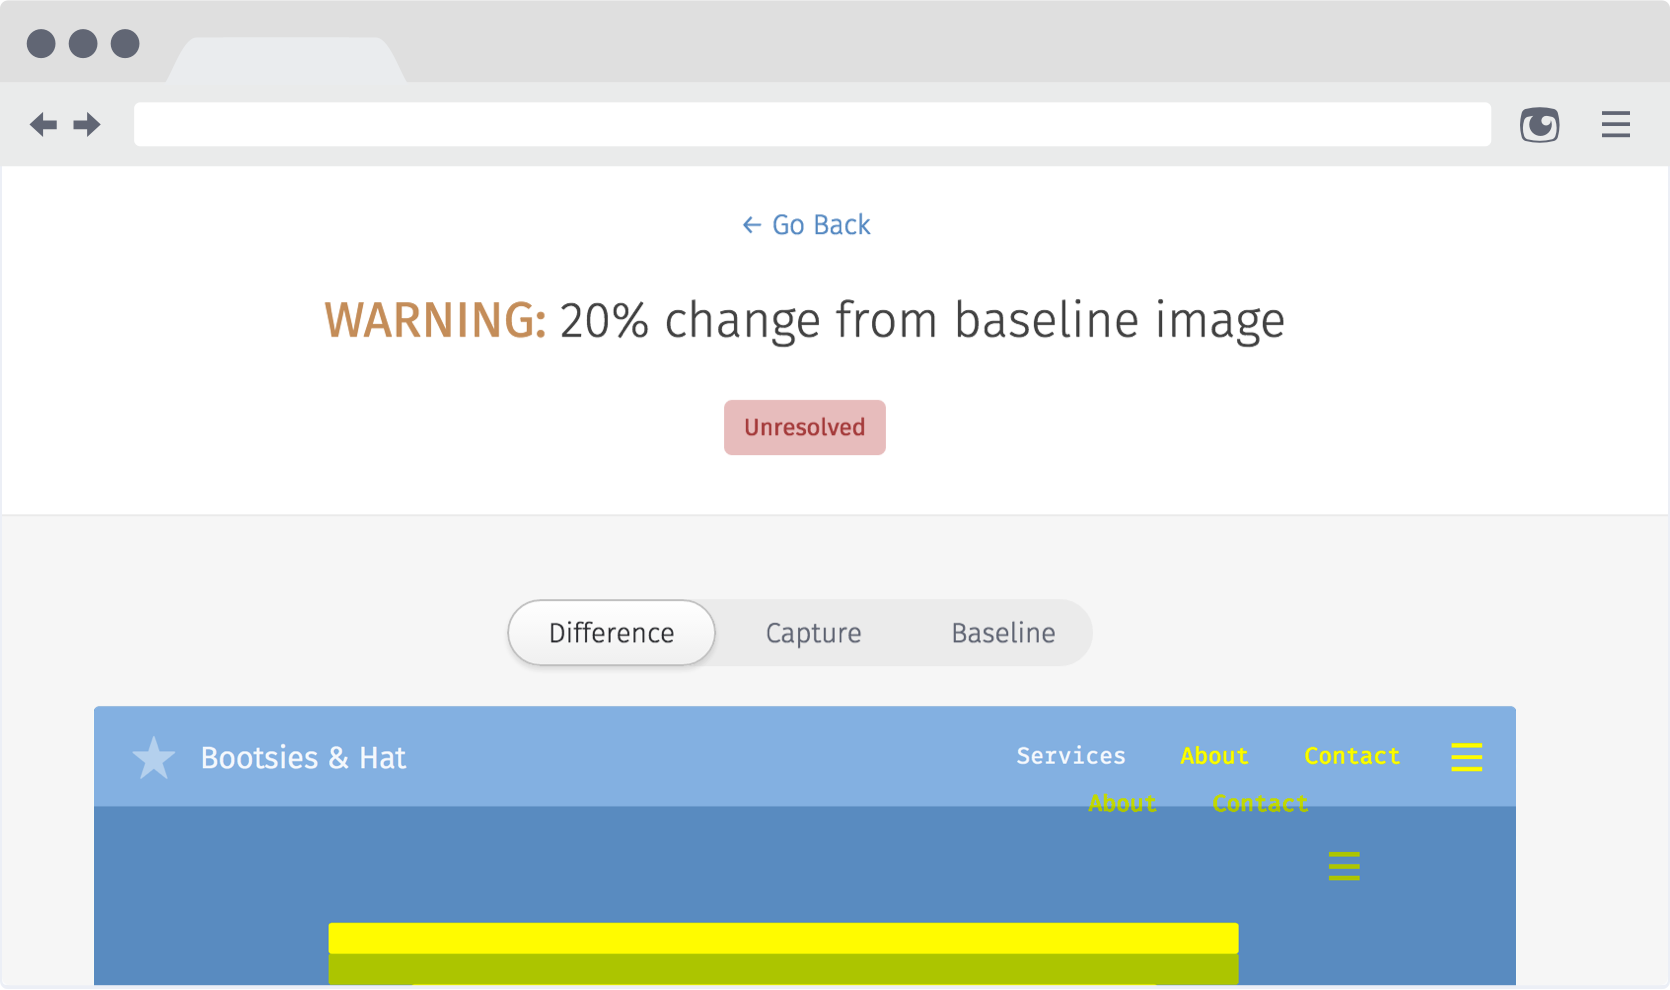 ← Go Back
WARNING: 20% change from baseline image
Unresolved
Difference Capture Baseline
Bootsies & Hat Services About Contact
About Contact